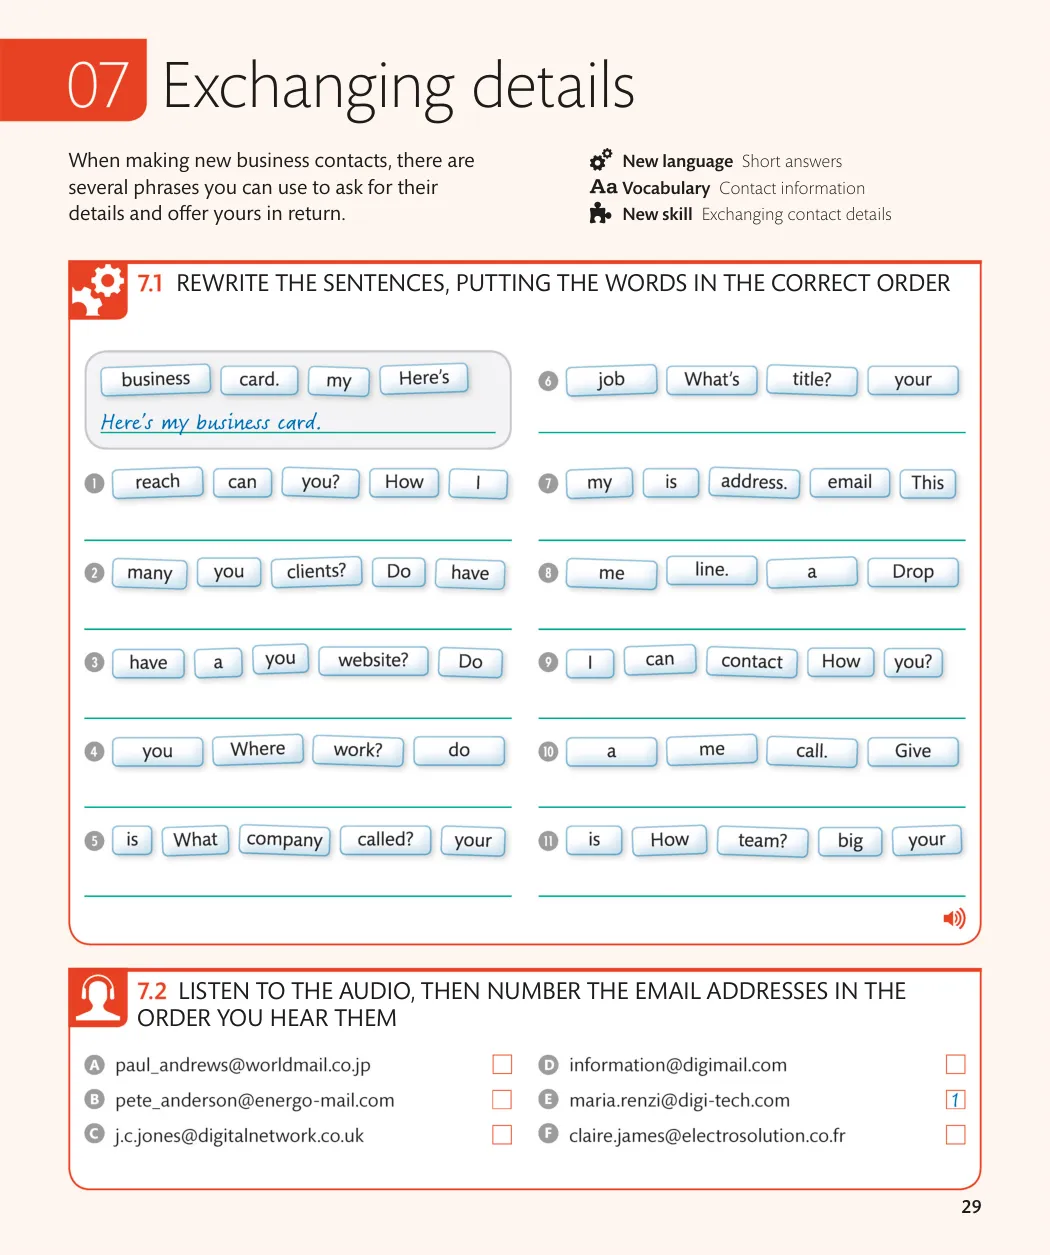 07 Exchanging details
When making new business contacts, there are
several phrases you can use to ask for their
details and offer yours in return.
New language Short answers
Aa Vocabulary Contact information
New skill Exchanging contact details
7.1 REWRITE THE SENTENCES, PUTTING THE WORDS IN THE CORRECT ORDER
business card. my Here's
Here's my business card.
1 reach can you? How I
2 many you clients? Do have
3 have a you website? Do
4 you Where work? do
5 is What company called? your
6 job What's title? your
7 my is address. email This
8 me line. a Drop
9 I can contact How you?
10 a me call. Give
11 is How team? big your
7.2 LISTEN TO THE AUDIO, THEN NUMBER THE EMAIL ADDRESSES IN THE
ORDER YOU HEAR THEM
A paul_andrews@worldmail.co.jp
B pete_anderson@energo-mail.com
C j.c.jones@digitalnetwork.co.uk
D information@digimail.com
E maria.renzi@digi-tech.com 1
F claire.james@electrosolution.co.fr
29